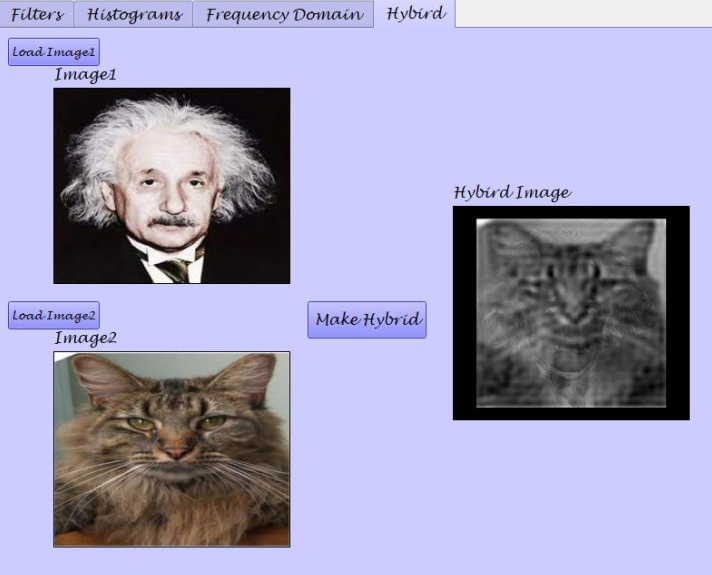 Filters Histograms Frequency Domain Hybird
Load Image1
Image1
Hybird Image
Load Image2
Make Hybrid
Image2